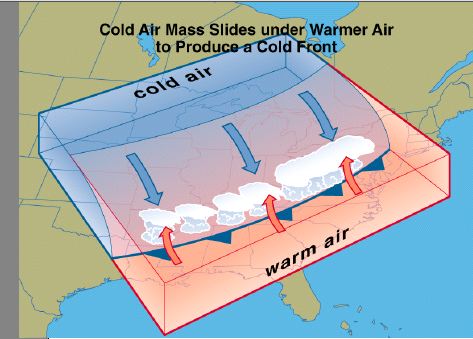 Cold Air Mass Slides under Warmer Air
to Produce a Cold Front
cold air
warm air